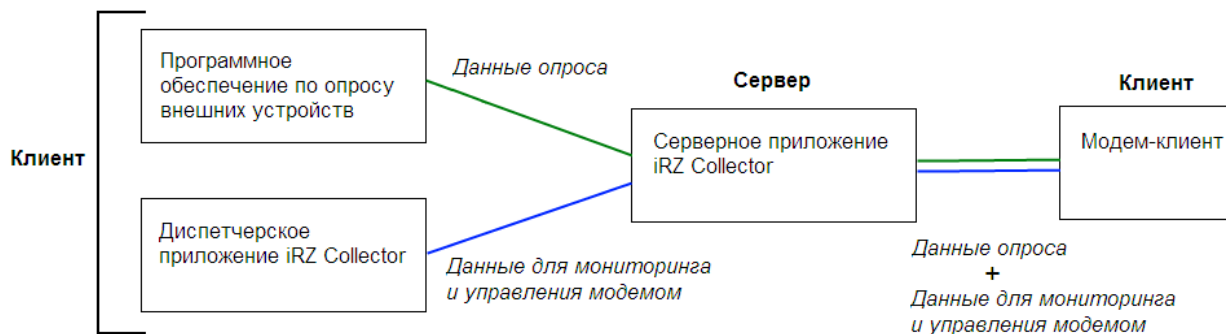 Клиент
Программное
обеспечение по опросу
внешних устройств
Диспетчерское
приложение iRZ Collector
Данные опроса
Данные для мониторинга
и управления модемом
Сервер
Серверное приложение
iRZ Collector
Клиент
Модем-клиент
Данные опроса
+
Данные для мониторинга
и управления модемом